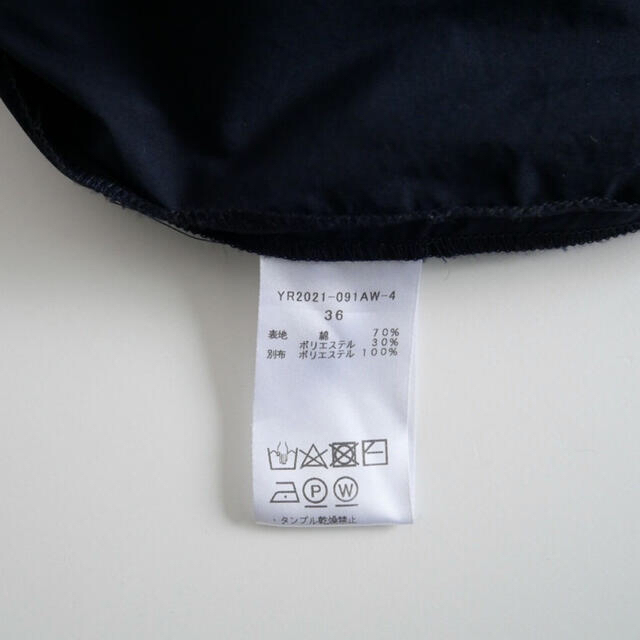 YR2021-091AW-4
36
表地 綿 70%
ポリエステル 30%
別布 ポリエステル 100%
P W
・タンブル乾燥禁止